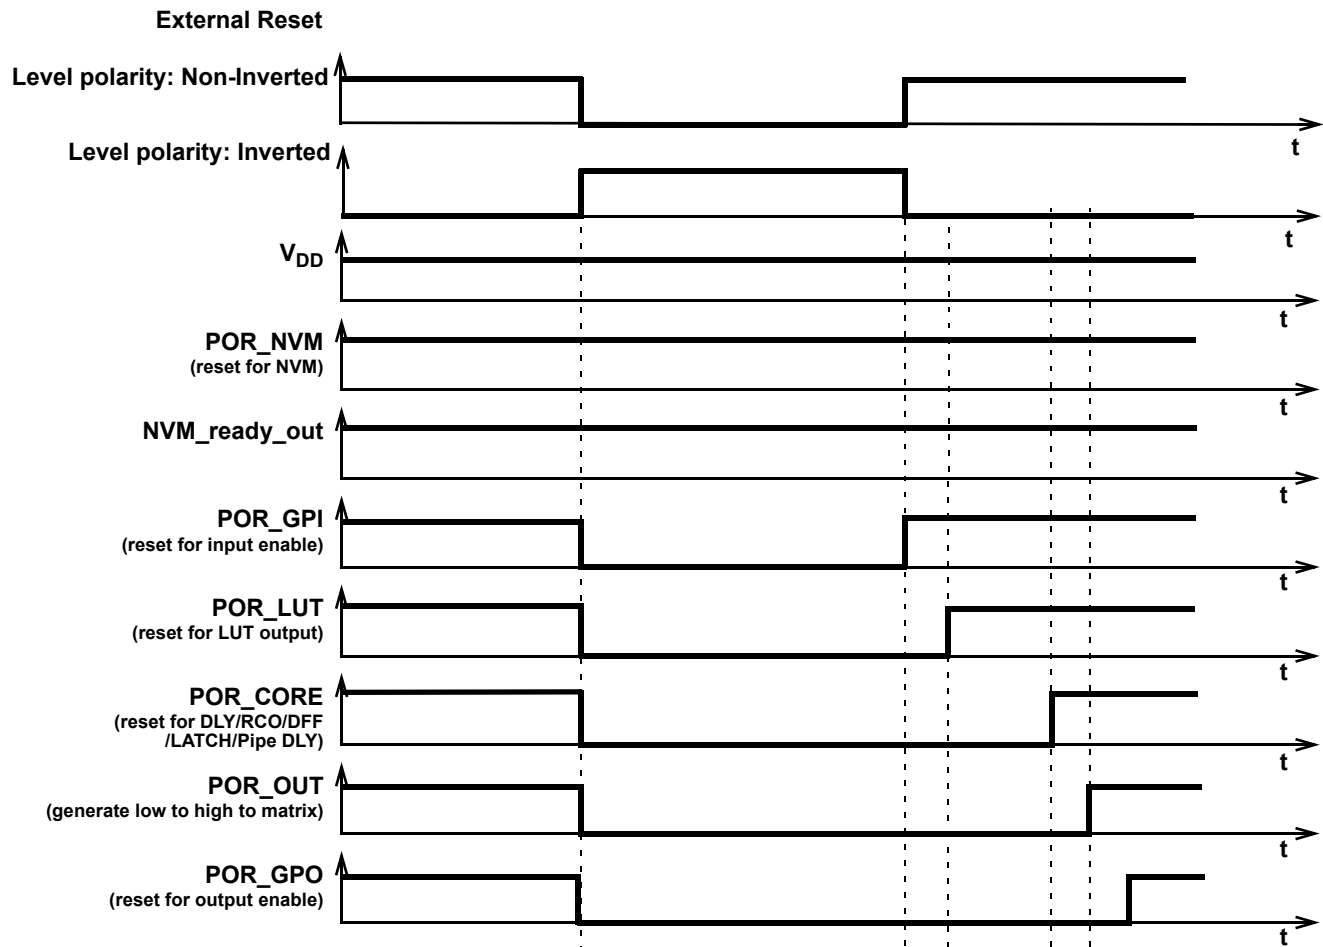 External Reset
Level polarity: Non-Inverted
t
Level polarity: Inverted
t
VDD
t
POR_NVM
(reset for NVM)
t
NVM_ready_out
t
POR_GPI
(reset for input enable)
t
POR_LUT
(reset for LUT output)
t
POR_CORE
(reset for DLY/RCO/DFF
/LATCH/Pipe DLY)
t
POR_OUT
(generate low to high to matrix)
t
POR_GPO
(reset for output enable)
t